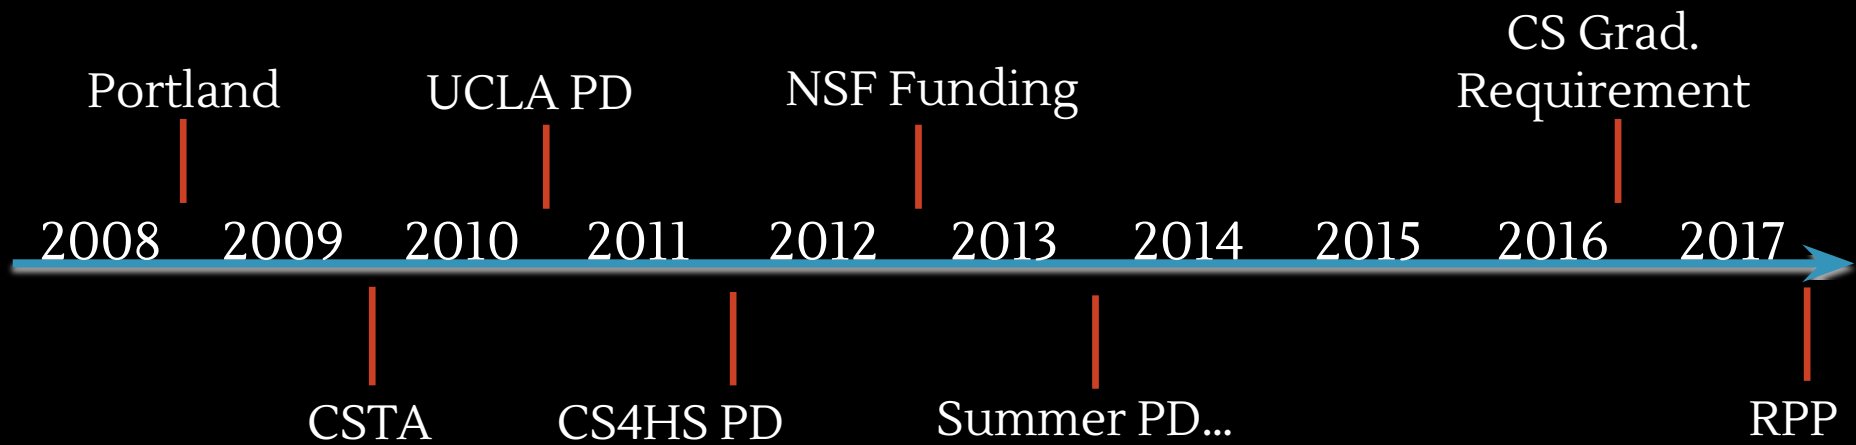 CS Grad.
Portland UCLA PD NSF Funding Requirement
2008 2009 2010 2011 2012 2013 2014 2015 2016 2017
CSTA CS4HS PD Summer PD... RPP